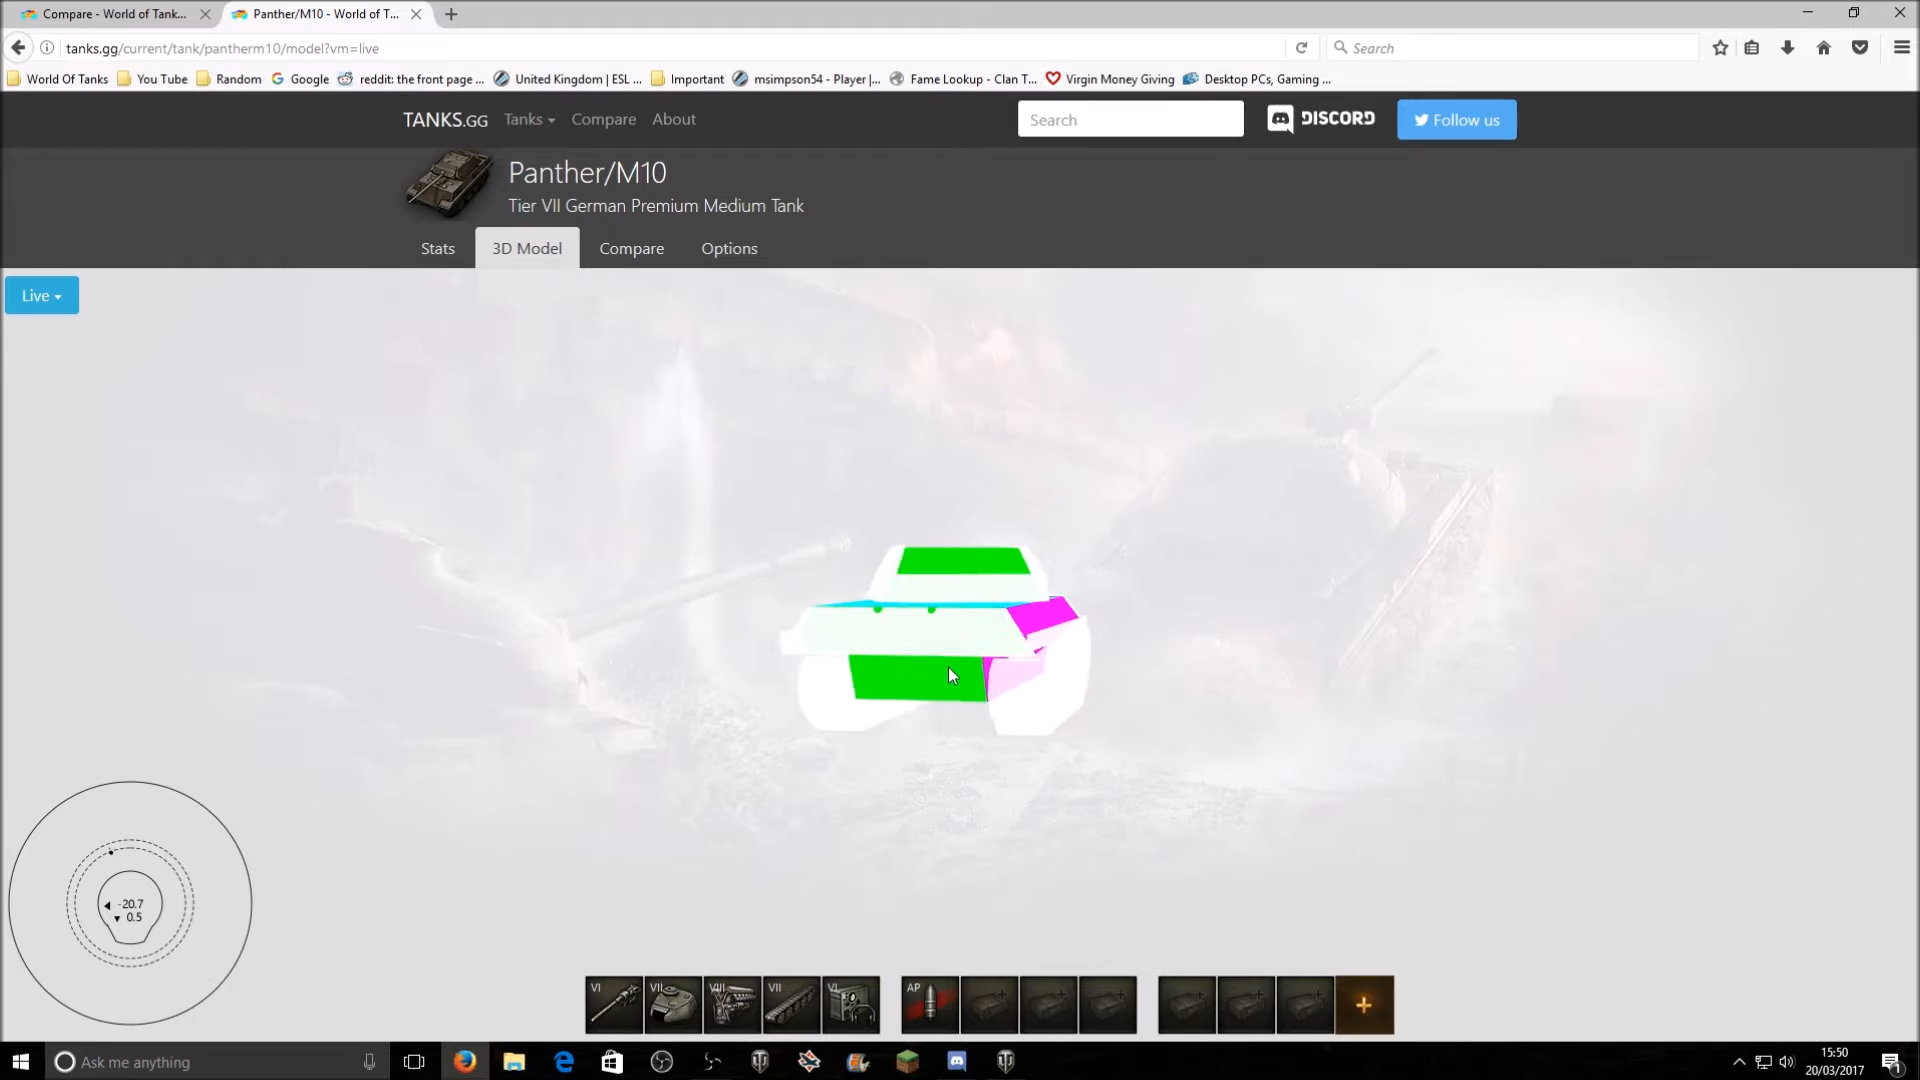 Compare - World of Tank...
Panther/M10 - World of T...
tanks.gg/current/tank/pantherm10/model?vm=live
Search
World Of Tanks
You Tube
Random
Google
reddit: the front page ...
United Kingdom | ESL ...
Important
msimpson54 - Player |...
Fame Lookup - Clan T...
Virgin Money Giving
Desktop PCs, Gaming ...
TANKS.GG
Tanks
Compare
About
Search
DISCORD
Follow us
Panther/M10
Tier VII German Premium Medium Tank
Stats
3D Model
Compare
Options
Live
-20.7
0.5
VI
VII
VIII
VII
VI
AP
Ask me anything
15:50
20/03/2017
1